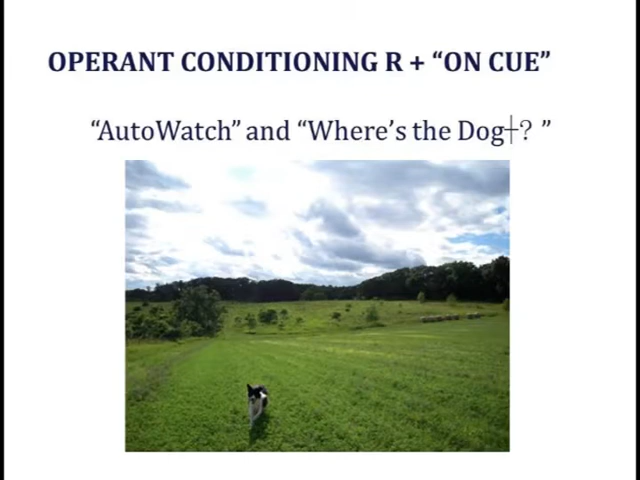 OPERANT CONDITIONING R + “ON CUE”
“AutoWatch” and “Where’s the Dog┼? ”